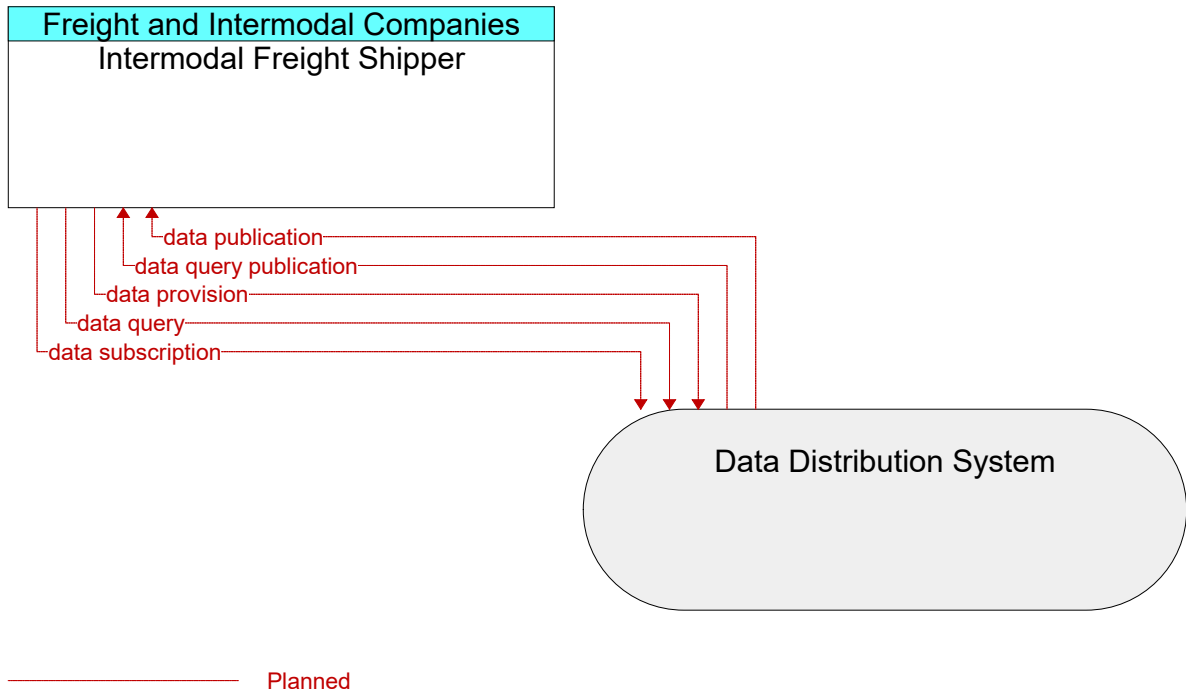 Freight and Intermodal Companies
Intermodal Freight Shipper
data publication
data query publication
data provision
data query
data subscription
Data Distribution System
Planned